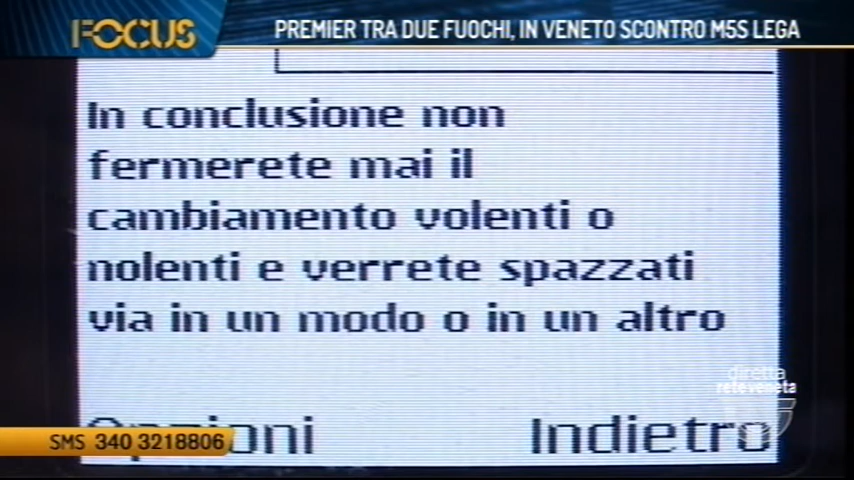 FOCUS
PREMIER TRA DUE FUOCHI, IN VENETO SCONTRO M5S LEGA
In conclusione non
fermerete mai il
cambiamento volenti o
nolenti e verrete spazzati
via in un modo o in un altro
diretta
reteveneta
Opzioni Indietro
SMS 340 3218806